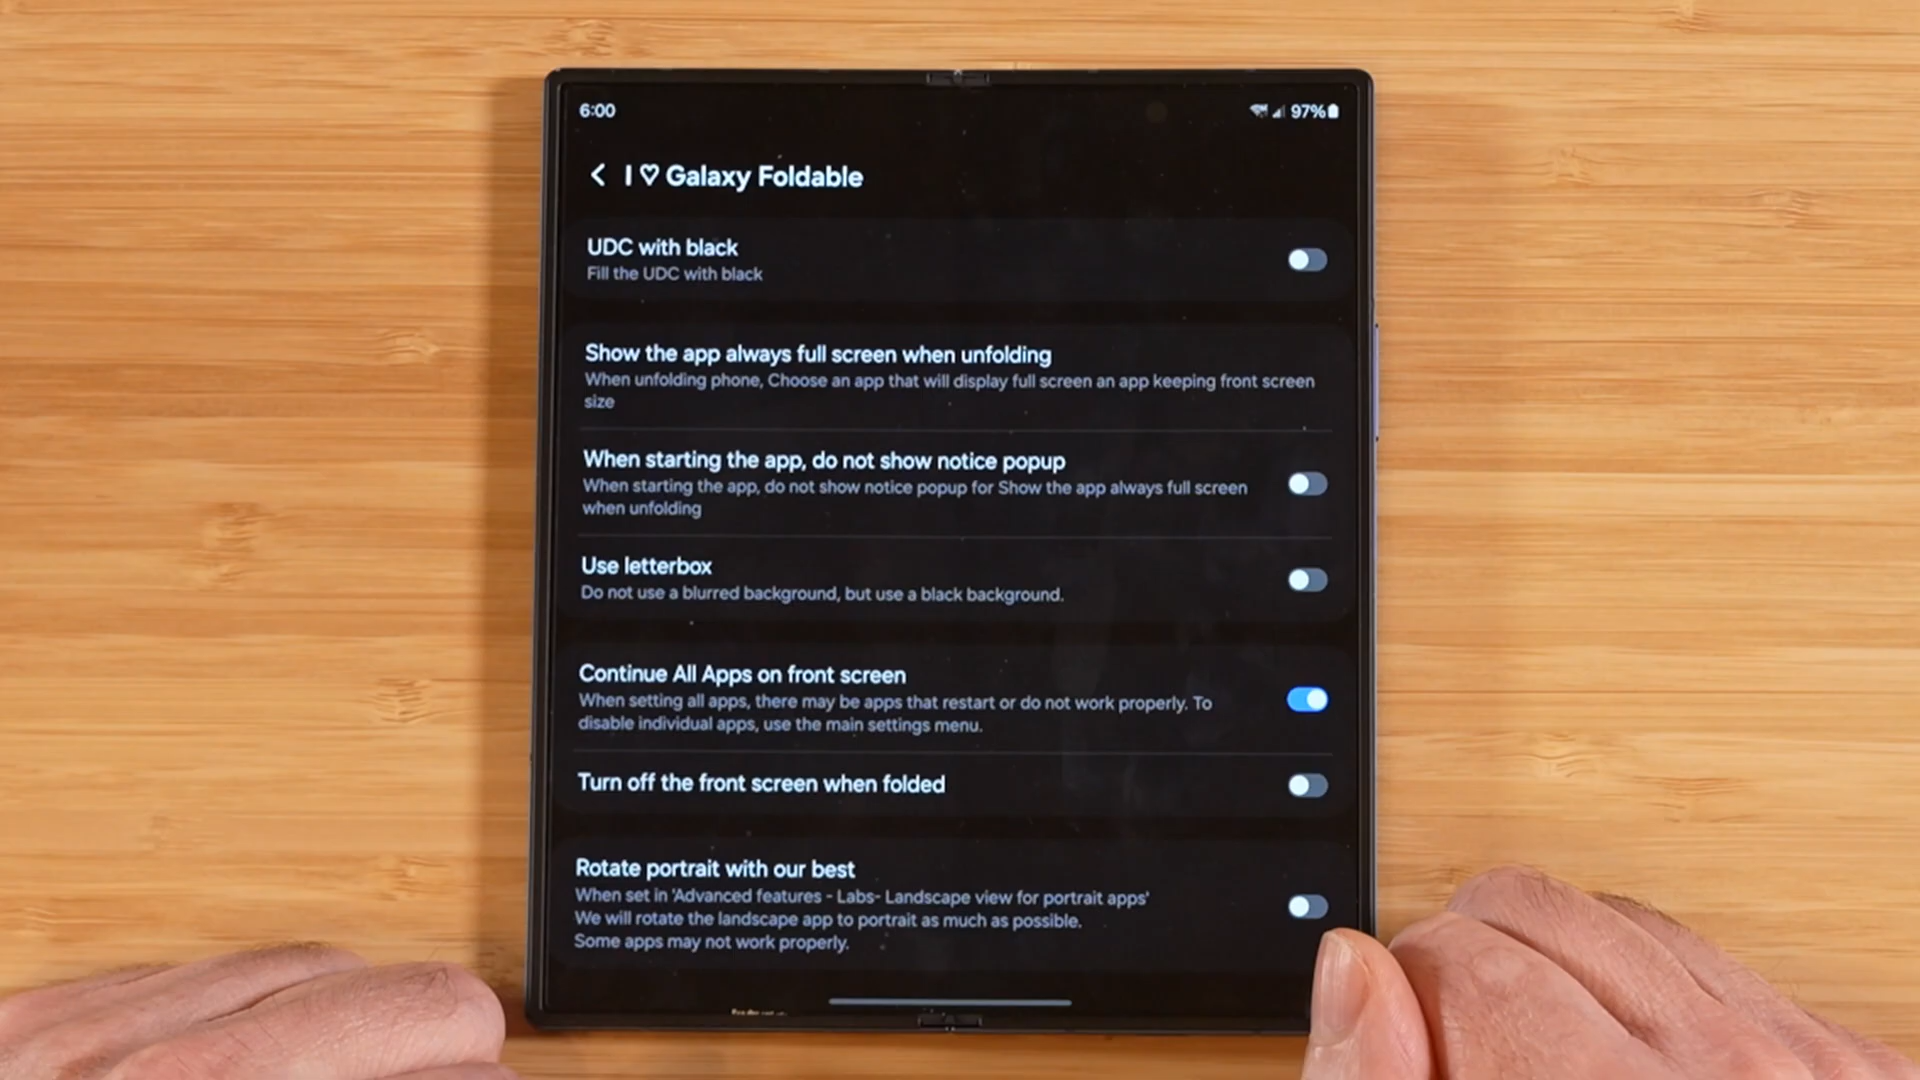 6:00
97%
I ♡ Galaxy Foldable
UDC with black
Fill the UDC with black
Show the app always full screen when unfolding
When unfolding phone, Choose an app that will display full screen an app keeping front screen
size
When starting the app, do not show notice popup
When starting the app, do not show notice popup for Show the app always full screen
when unfolding
Use letterbox
Do not use a blurred background, but use a black background.
Continue All Apps on front screen
When setting all apps, there may be apps that restart or do not work properly. To
disable individual apps, use the main settings menu.
Turn off the front screen when folded
Rotate portrait with our best
When set in 'Advanced features - Labs- Landscape view for portrait apps'
We will rotate the landscape app to portrait as much as possible.
Some apps may not work properly.